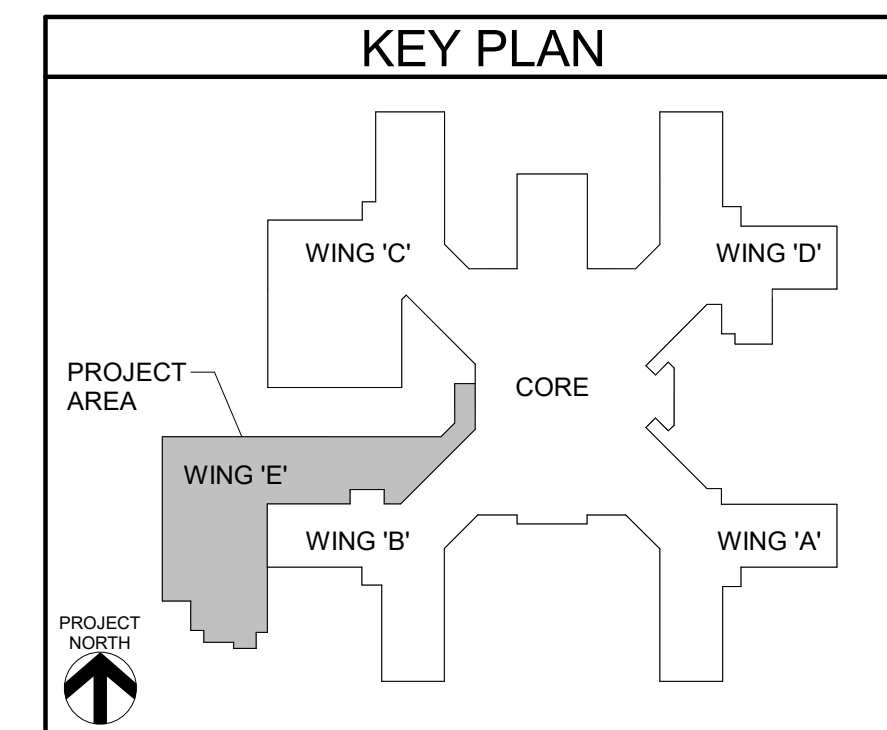 KEY PLAN
WING 'C'
WING 'D'
PROJECT
AREA
CORE
WING 'E'
WING 'B'
WING 'A'
PROJECT
NORTH